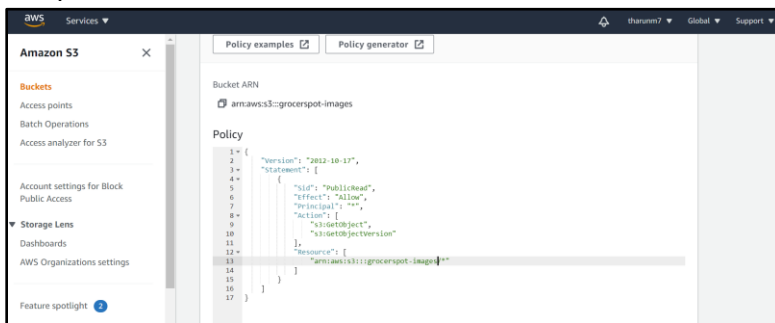 aws Services ▼ tharunm7 ▼ Global ▼ Support ▼
Amazon S3
Buckets
Access points
Batch Operations
Access analyzer for S3
Account settings for Block
Public Access
▼ Storage Lens
Dashboards
AWS Organizations settings
Feature spotlight 2
Policy examples Policy generator
Bucket ARN
arn:aws:s3:::grocerspot-images
Policy
1 {
2 "Version": "2012-10-17",
3 "Statement": [
4 {
5 "Sid": "PublicRead",
6 "Effect": "Allow",
7 "Principal": "*",
8 "Action": [
9 "s3:GetObject",
10 "s3:GetObjectVersion"
11 ],
12 "Resource": [
13 "arn:aws:s3:::grocerspot-images/*"
14 ]
15 }
16 ]
17 }